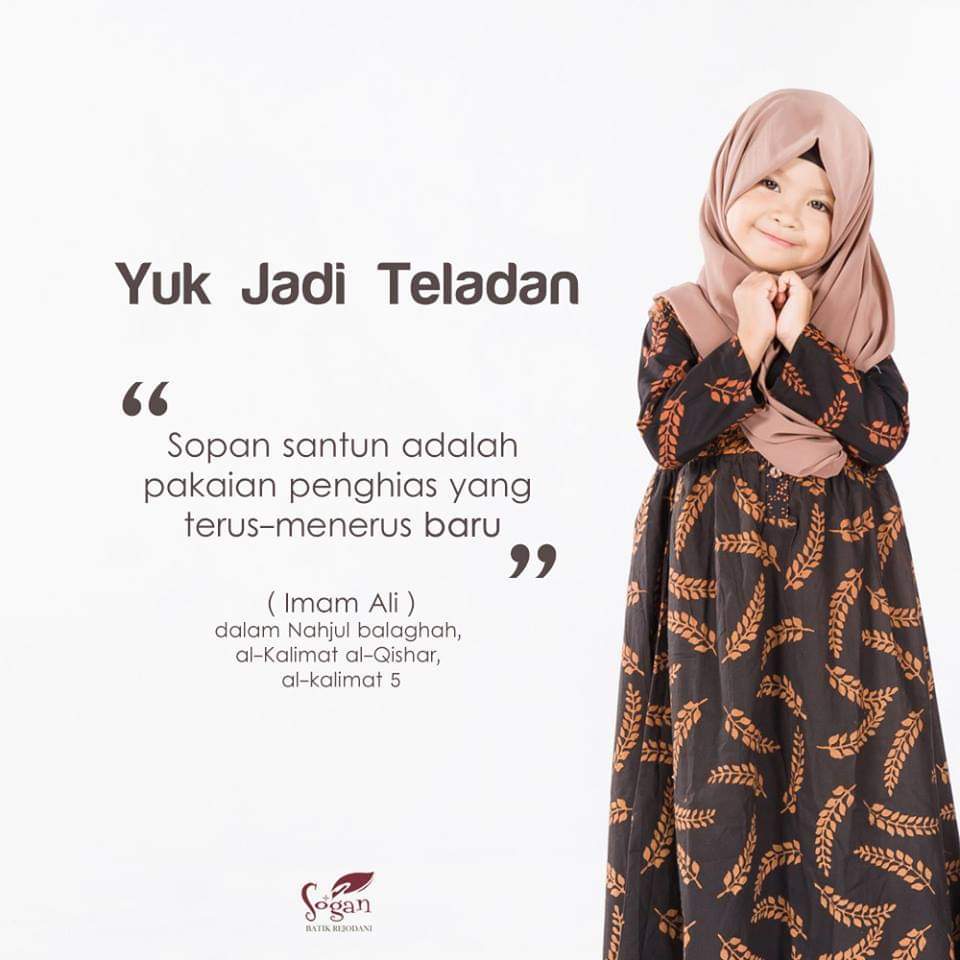 Yuk Jadi Teladan
“
Sopan santun adalah
pakaian penghias yang
terus-menerus baru
”
( Imam Ali )
dalam Nahjul balaghah,
al-Kalimat al-Qishar,
al-kalimat 5
Sogan
BATIK REJODANI